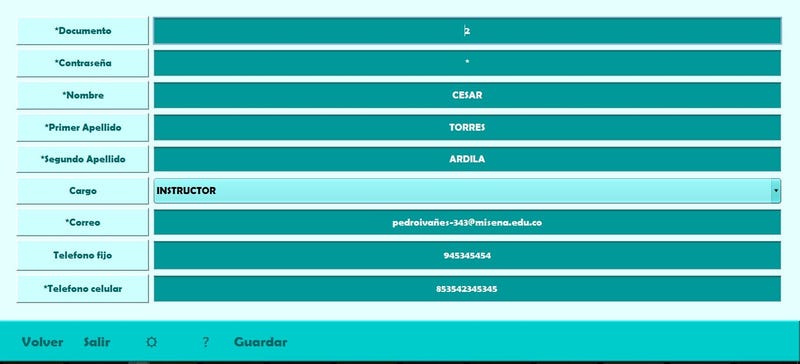 *Documento 2
*Contraseña *
*Nombre CESAR
*Primer Apellido TORRES
*Segundo Apellido ARDILA
Cargo INSTRUCTOR
*Correo pedroivañes-343@misena.edu.co
Telefono fijo 945345454
*Telefono celular 853542345345
Volver Salir ? Guardar